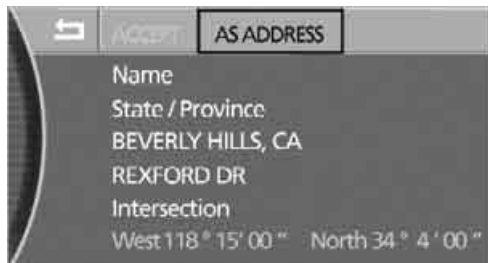 ACCEPT AS ADDRESS
Name
State / Province
BEVERLY HILLS, CA
REXFORD DR
Intersection
West 118 ° 15' 00 " North 34 ° 4 ' 00 "